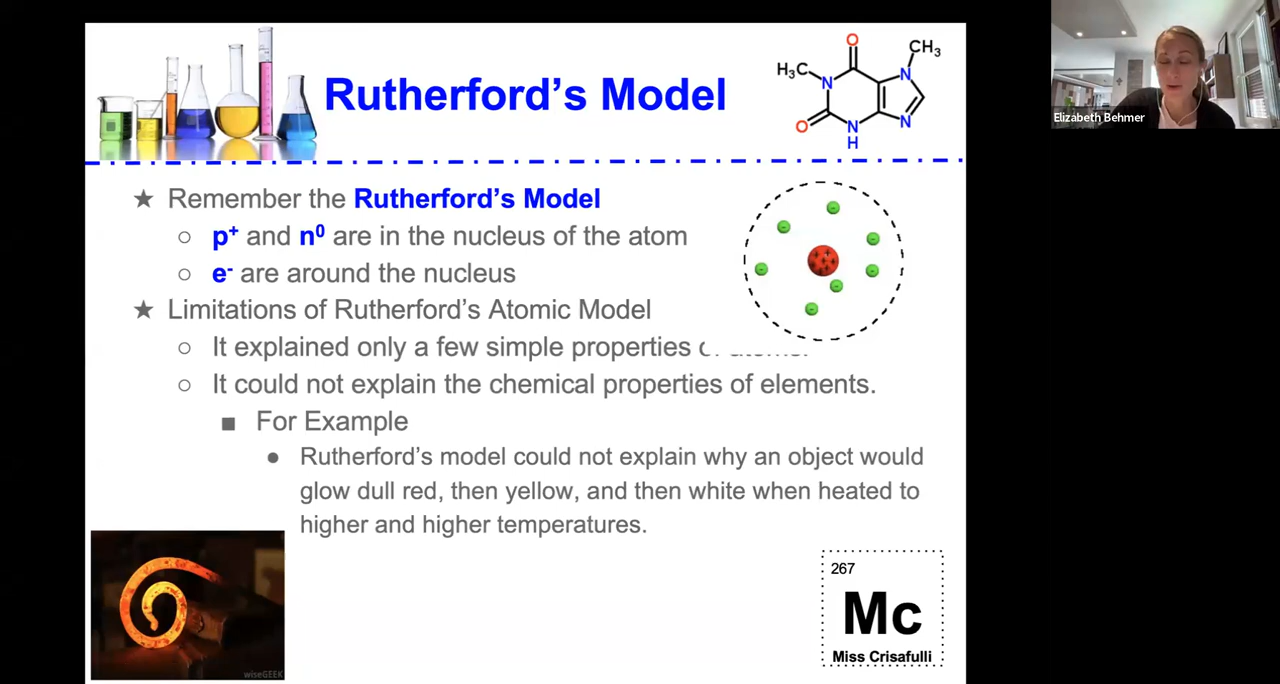 Rutherford's Model
O
CH₃
H₃C
N
N
O
N
H
N
Elizabeth Behmer
★ Remember the Rutherford's Model
○ p⁺ and n⁰ are in the nucleus of the atom
○ e⁻ are around the nucleus
★ Limitations of Rutherford's Atomic Model
○ It explained only a few simple properties
○ It could not explain the chemical properties of elements.
■ For Example
● Rutherford's model could not explain why an object would
glow dull red, then yellow, and then white when heated to
higher and higher temperatures.
wiseGEEK
267
Mc
Miss Crisafulli